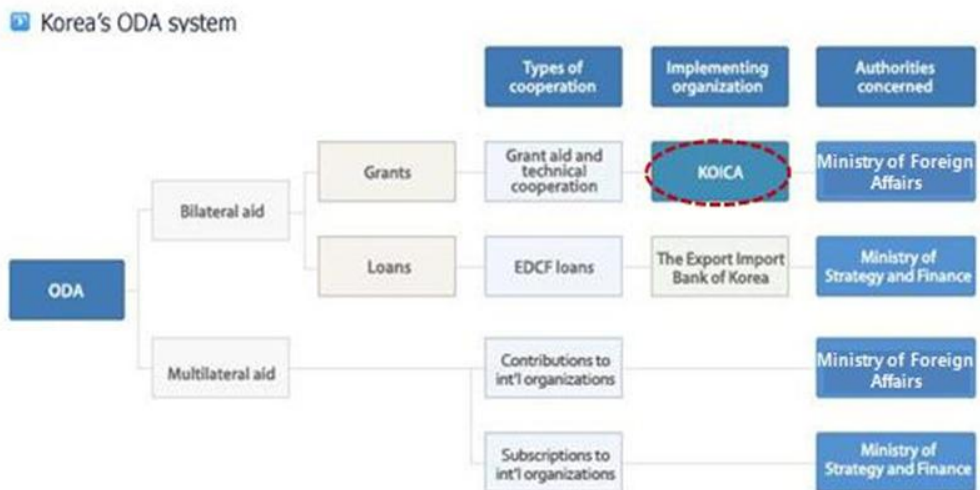 Korea's ODA system
Types of
cooperation
Implementing
organization
Authorities
concerned
ODA
Bilateral aid
Grants
Grant aid and
technical
cooperation
KOICA
Ministry of Foreign
Affairs
Loans
EDCF loans
The Export Import
Bank of Korea
Ministry of
Strategy and Finance
Multilateral aid
Contributions to
int'l organizations
Ministry of Foreign
Affairs
Subscriptions to
int'l organizations
Ministry of
Strategy and Finance